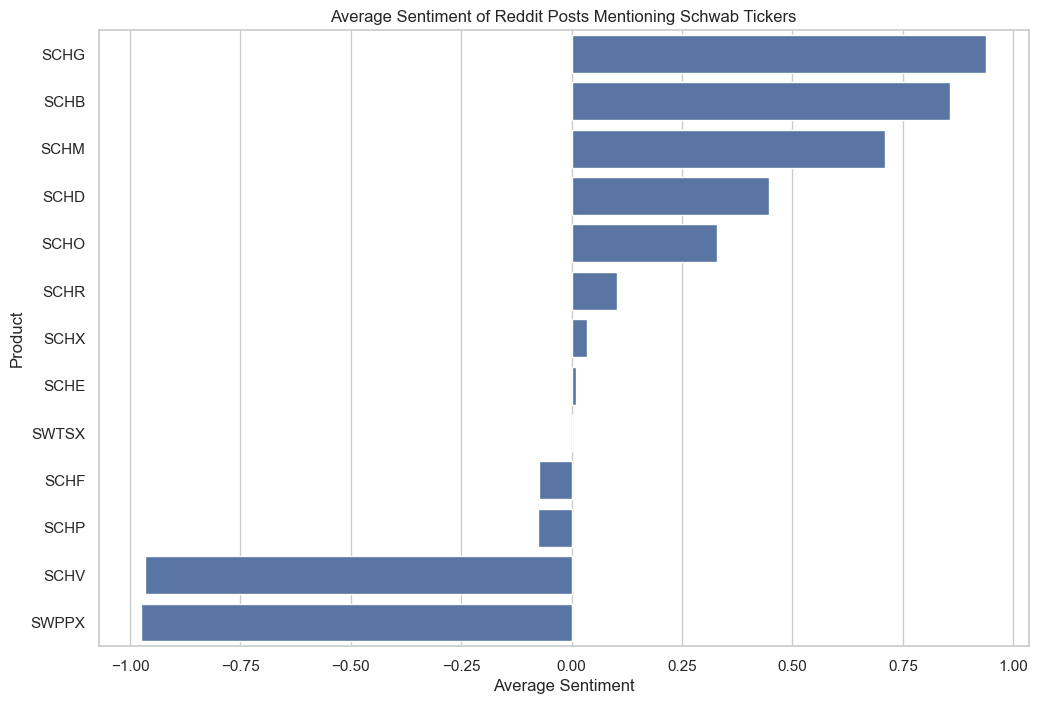 Average Sentiment of Reddit Posts Mentioning Schwab Tickers
Product
SCHG
SCHB
SCHM
SCHD
SCHO
SCHR
SCHX
SCHE
SWTSX
SCHF
SCHP
SCHV
SWPPX
−1.00 −0.75 −0.50 −0.25 0.00 0.25 0.50 0.75 1.00
Average Sentiment